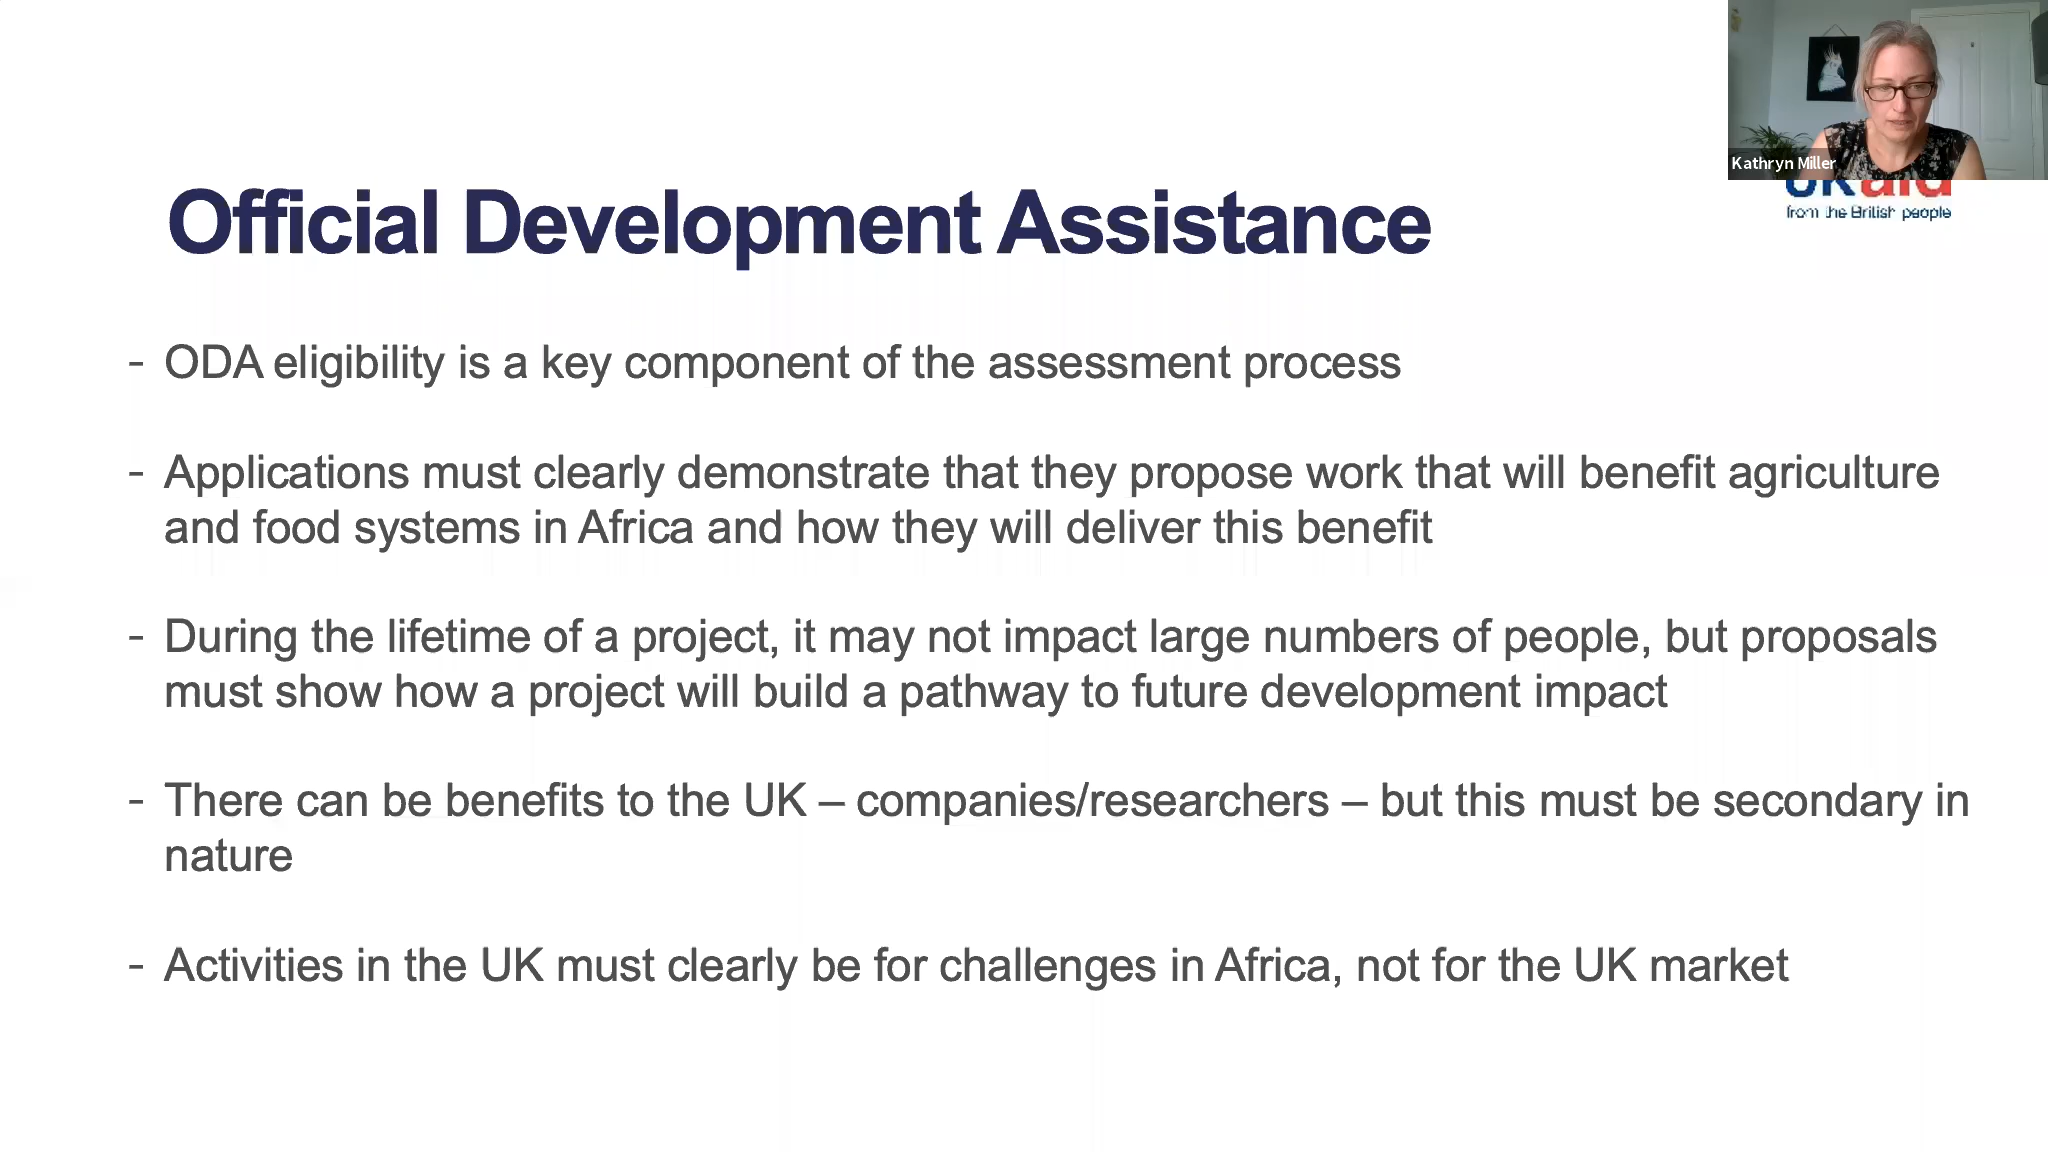 Kathryn Miller
UKaid
from the British people
Official Development Assistance
- ODA eligibility is a key component of the assessment process
- Applications must clearly demonstrate that they propose work that will benefit agriculture
and food systems in Africa and how they will deliver this benefit
- During the lifetime of a project, it may not impact large numbers of people, but proposals
must show how a project will build a pathway to future development impact
- There can be benefits to the UK – companies/researchers – but this must be secondary in
nature
- Activities in the UK must clearly be for challenges in Africa, not for the UK market